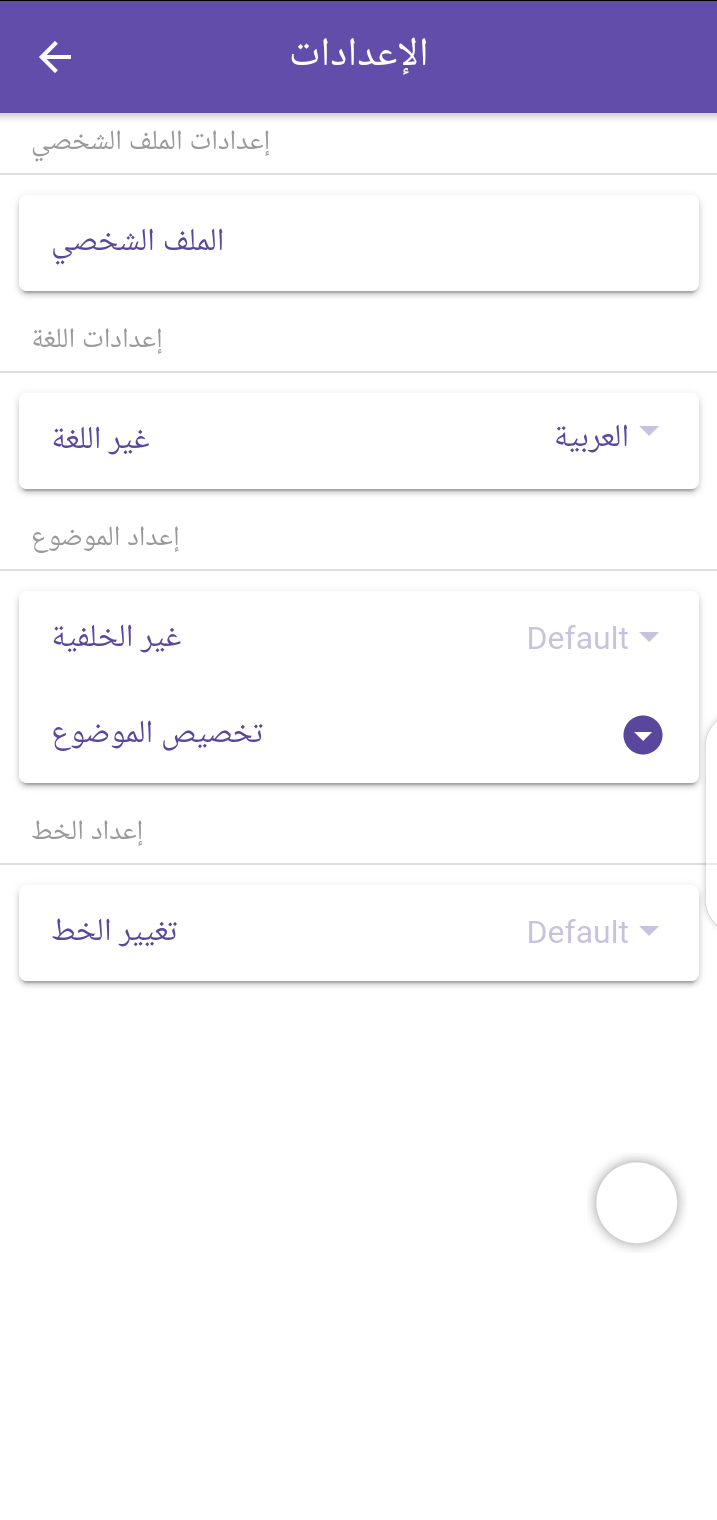 الإعدادات
إعدادات الملف الشخصي
الملف الشخصي
إعدادات اللغة
غير اللغة
العربية
إعداد الموضوع
غير الخلفية
Default
تخصيص الموضوع
إعداد الخط
تغيير الخط
Default